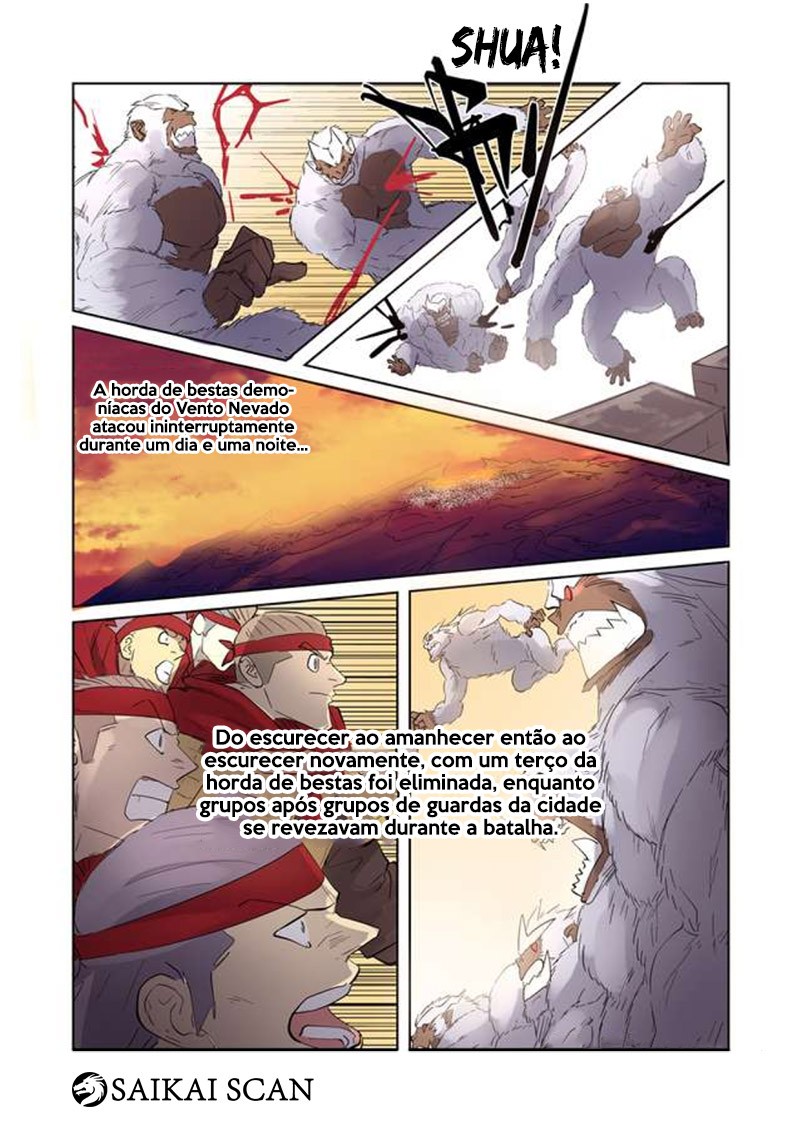 SHUA!
A horda de bestas demo-
níacas do Vento Nevado
atacou ininterruptamente
durante um dia e uma noite...
Do escurecer ao amanhecer então ao
escurecer novamente, com um terço da
horda de bestas foi eliminada, enquanto
grupos após grupos de guardas da cidade
se revezavam durante a batalha.
SAIKAI SCAN